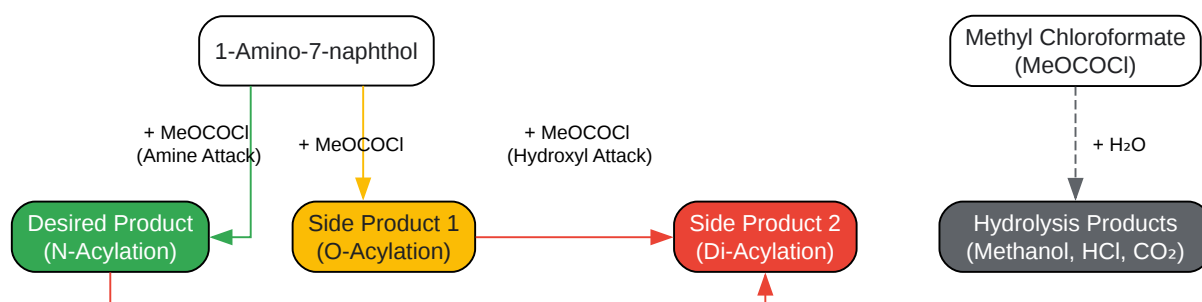 1-Amino-7-naphthol
Methyl Chloroformate
(MeOCOCl)
+ MeOCOCl
(Amine Attack)
+ MeOCOCl
+ MeOCOCl
(Hydroxyl Attack)
+ H₂O
Desired Product
(N-Acylation)
Side Product 1
(O-Acylation)
Side Product 2
(Di-Acylation)
Hydrolysis Products
(Methanol, HCl, CO₂)